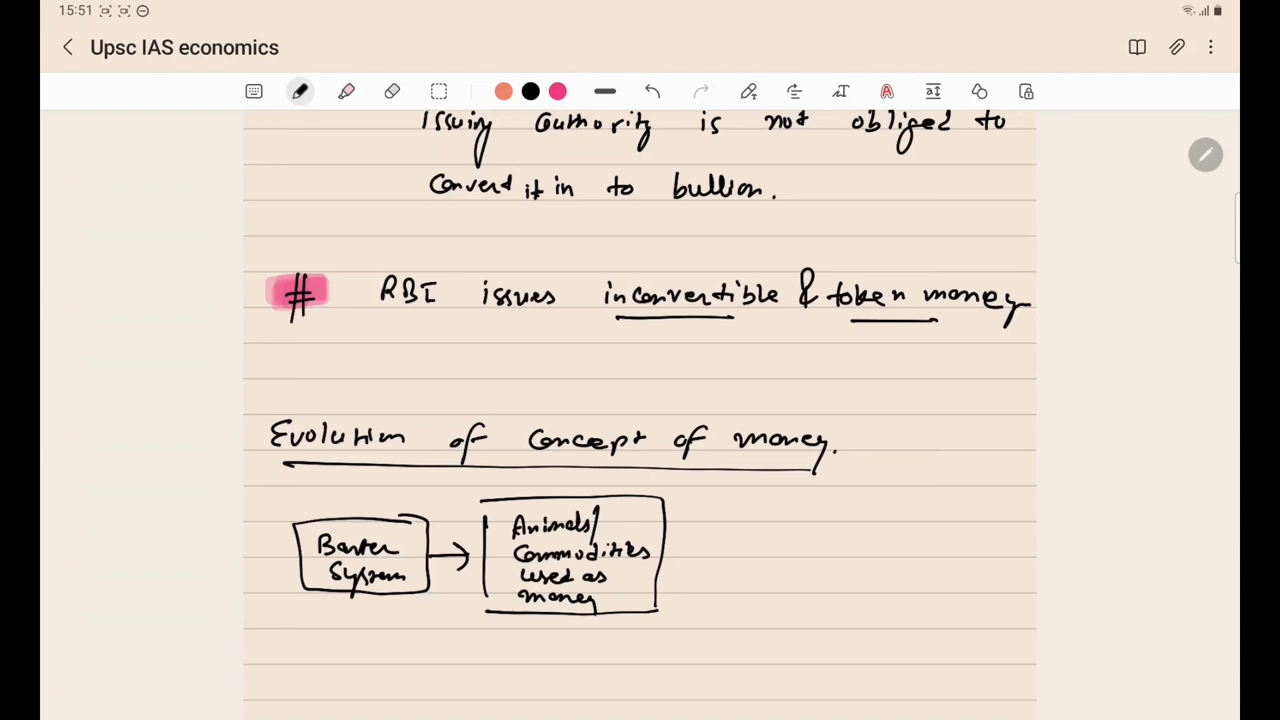 15:51
Upsc IAS economics
Issuing authority is not obliged to
Convert it in to bullion.
# RBI issues inconvertible & token money
Evolution of concept of money.
Barter
System
Animals/
Commodities
used as
money